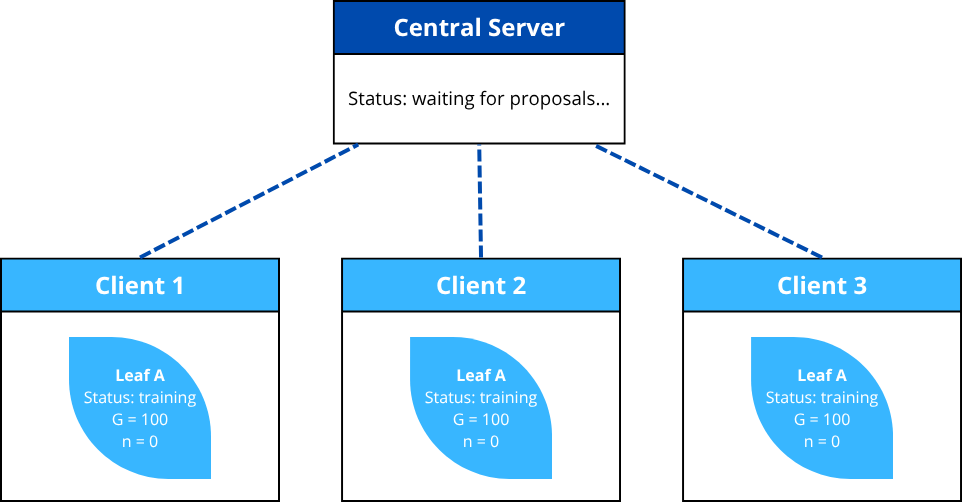 Central Server
Status: waiting for proposals...
Client 1
Leaf A
Status: training
G = 100
n = 0
Client 2
Leaf A
Status: training
G = 100
n = 0
Client 3
Leaf A
Status: training
G = 100
n = 0